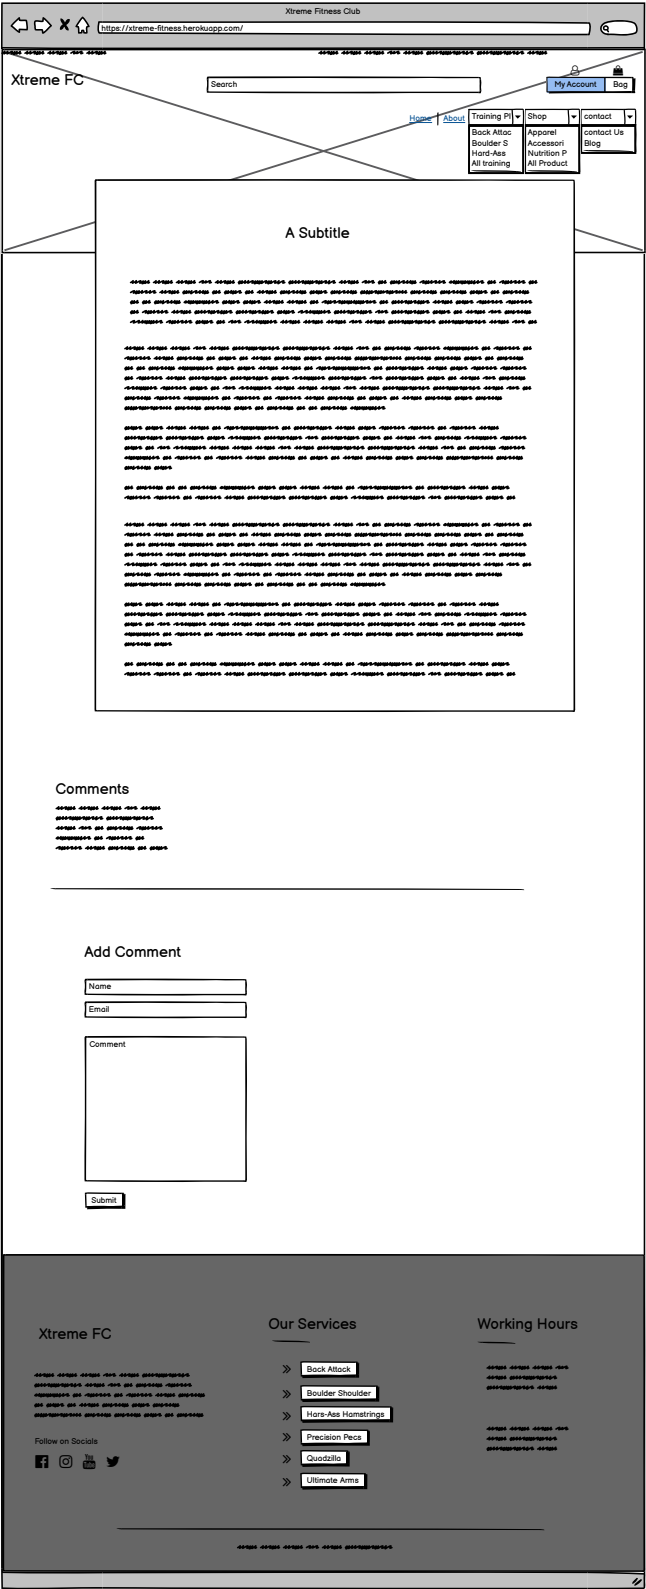 Xtreme Fitness Club
https://xtreme-fitness.herokuapp.com/
Xtreme FC
Search
My Account
Bag
Home
About
Training Pl
Shop
contact
Back Attac
Boulder S
Hard-Ass
All training
Apparel
Accessori
Nutrition P
All Product
contact Us
Blog
A Subtitle
Comments
Add Comment
Name
Email
Comment
Submit
Xtreme FC
Follow on Socials
You
Tube
Our Services
Back Attack
Boulder Shoulder
Hars-Ass Hamstrings
Precision Pecs
Quadzilla
Ultimate Arms
Working Hours